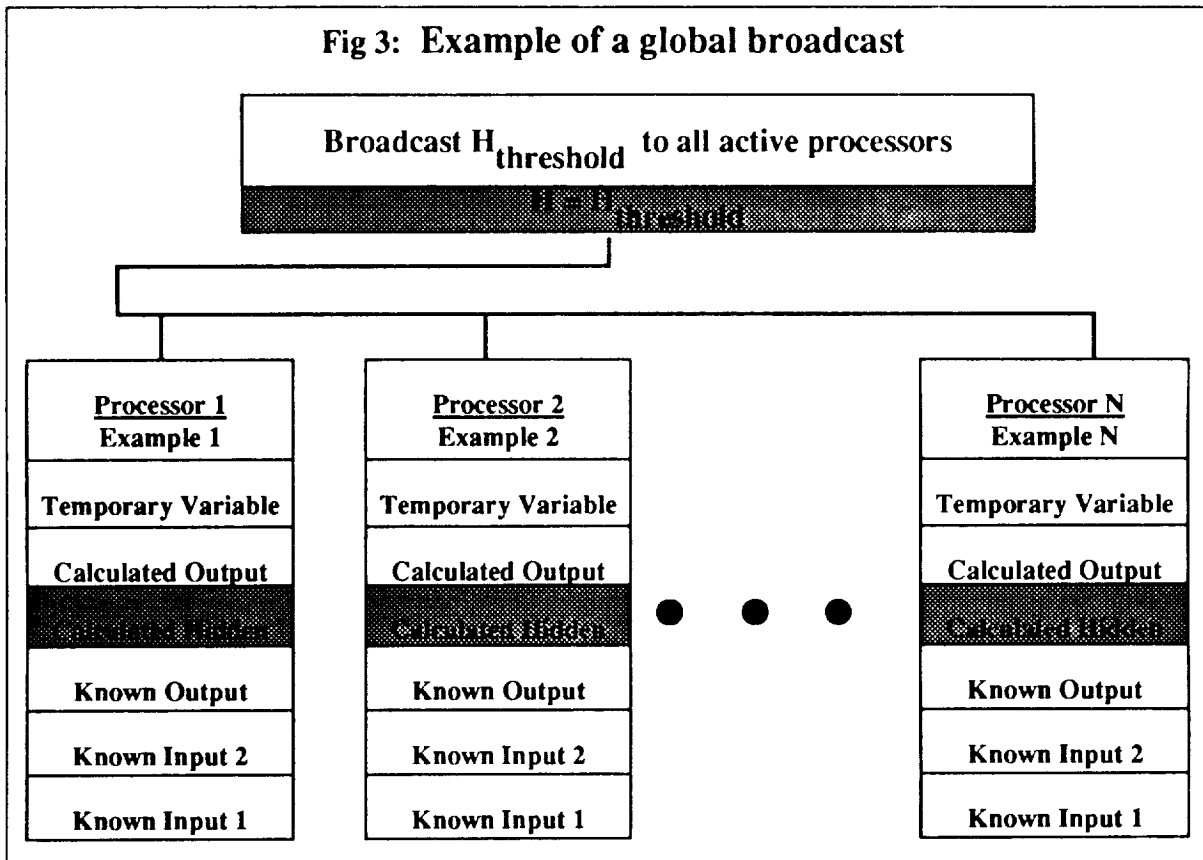 Fig 3: Example of a global broadcast
Broadcast H threshold to all active processors
H = H threshold
Processor 1
Example 1
Temporary Variable
Calculated Output
Calculated Hidden
Known Output
Known Input 2
Known Input 1
Processor 2
Example 2
Temporary Variable
Calculated Output
Calculated Hidden
Known Output
Known Input 2
Known Input 1
Processor N
Example N
Temporary Variable
Calculated Output
Calculated Hidden
Known Output
Known Input 2
Known Input 1